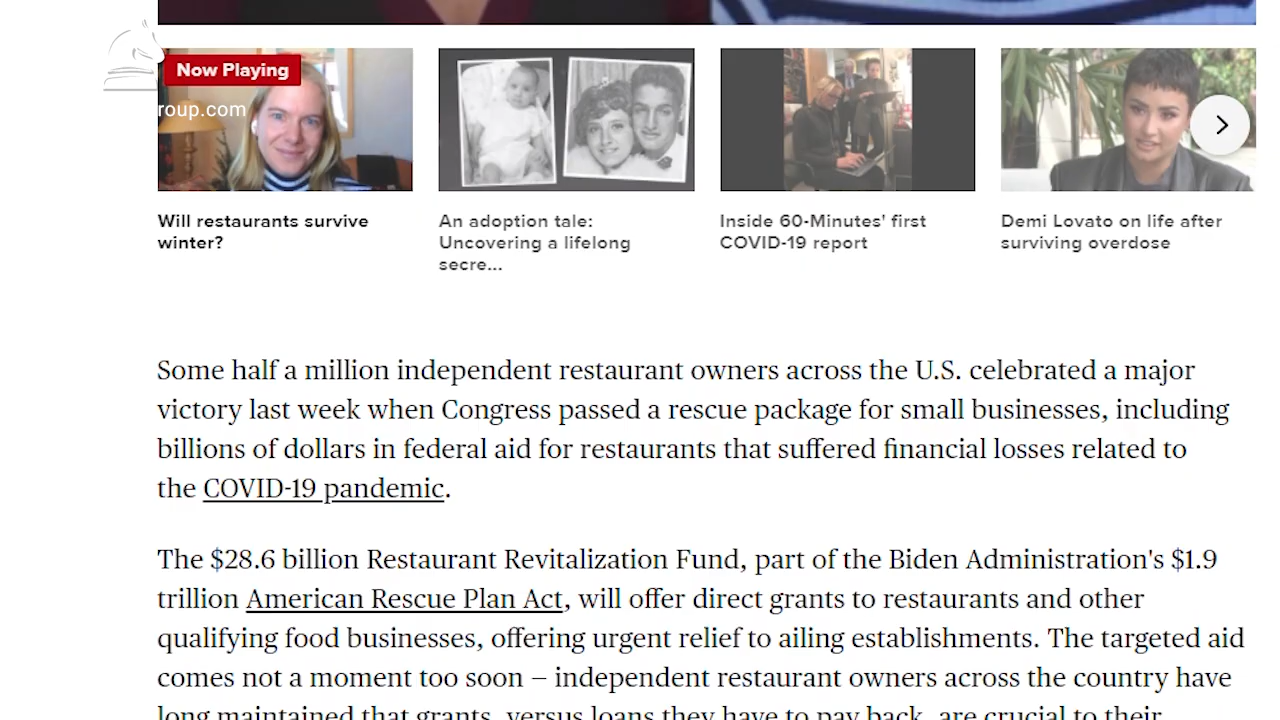 Now Playing
roup.com
Will restaurants survive
winter?
An adoption tale:
Uncovering a lifelong
secre...
Inside 60-Minutes' first
COVID-19 report
Demi Lovato on life after
surviving overdose
Some half a million independent restaurant owners across the U.S. celebrated a major
victory last week when Congress passed a rescue package for small businesses, including
billions of dollars in federal aid for restaurants that suffered financial losses related to
the COVID-19 pandemic.
The $28.6 billion Restaurant Revitalization Fund, part of the Biden Administration's $1.9
trillion American Rescue Plan Act, will offer direct grants to restaurants and other
qualifying food businesses, offering urgent relief to ailing establishments. The targeted aid
comes not a moment too soon – independent restaurant owners across the country have
long maintained that grants, versus loans they have to pay back, are crucial to their